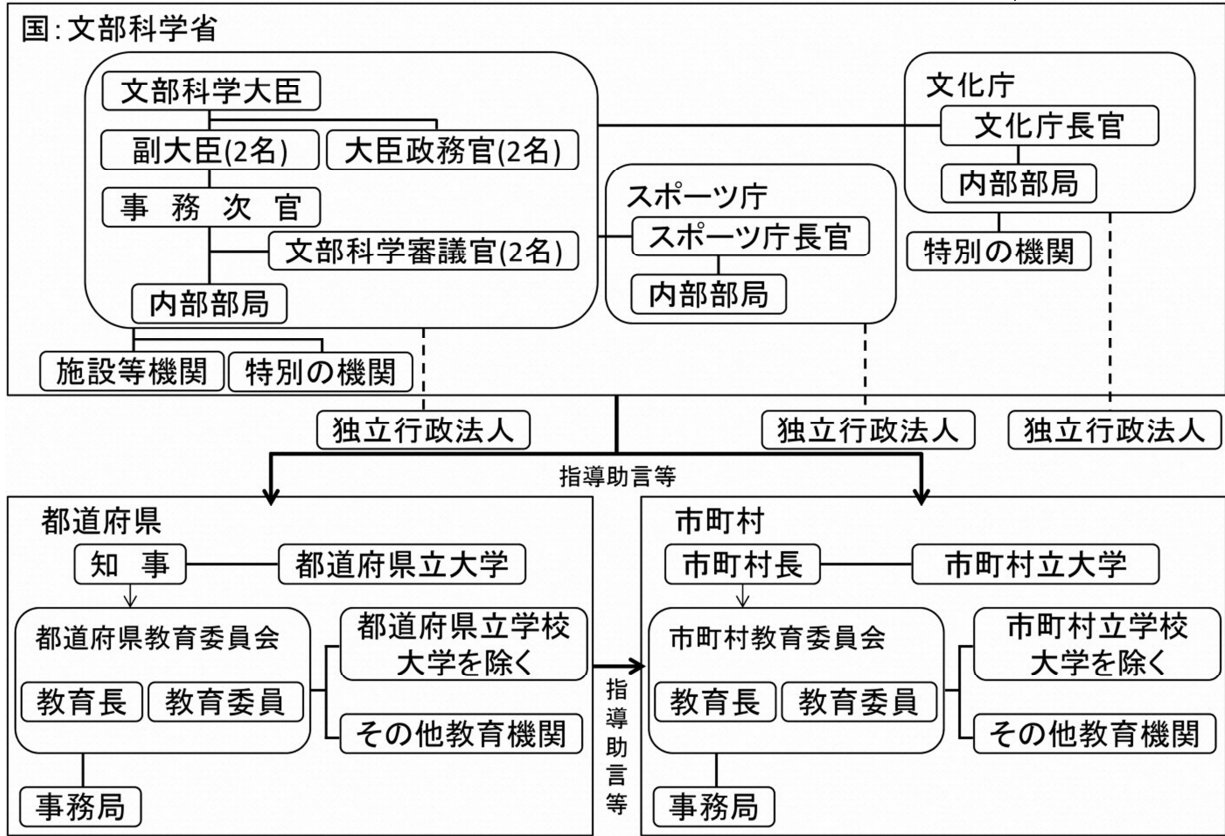 国:文部科学省
文部科学大臣
副大臣(2名)
大臣政務官(2名)
事務次官
文部科学審議官(2名)
内部部局
施設等機関
特別の機関
スポーツ庁
スポーツ庁長官
内部部局
文化庁
文化庁長官
内部部局
特別の機関
独立行政法人
独立行政法人
独立行政法人
指導助言等
都道府県
知事
都道府県立大学
都道府県教育委員会
教育長
教育委員
都道府県立学校
大学を除く
その他教育機関
事務局
指導助言等
市町村
市町村長
市町村立大学
市町村教育委員会
教育長
教育委員
市町村立学校
大学を除く
その他教育機関
事務局